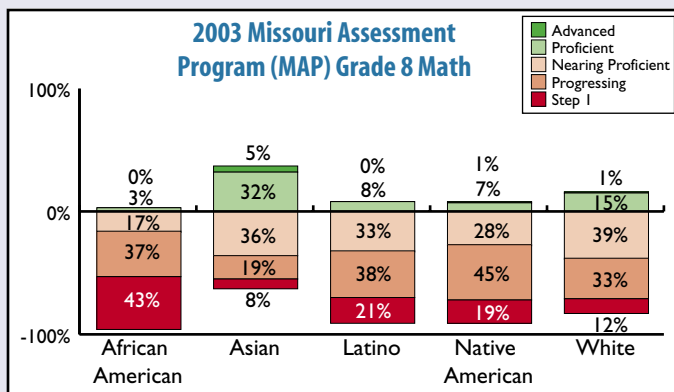 2003 Missouri Assessment
Program (MAP) Grade 8 Math
Advanced
Proficient
Nearing Proficient
Progressing
Step 1
100%
0%
-100%
0%
3%
17%
37%
43%
5%
32%
36%
19%
8%
0%
8%
33%
38%
21%
1%
7%
28%
45%
19%
1%
15%
39%
33%
12%
African
American
Asian
Latino
Native
American
White